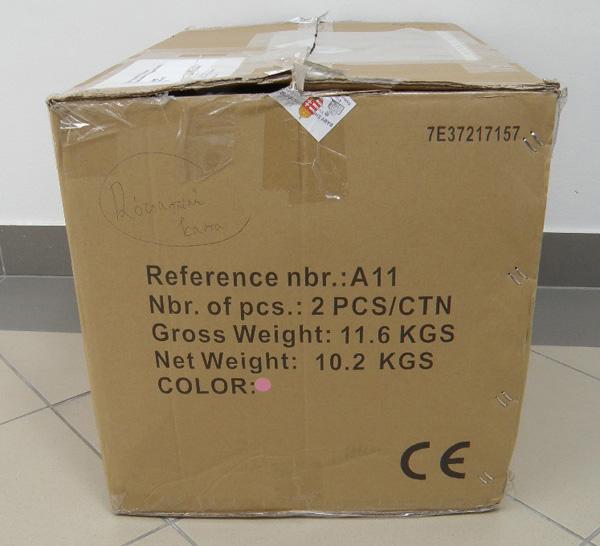 7E37217157
Reference nbr.:A11
Nbr. of pcs.: 2 PCS/CTN
Gross Weight: 11.6 KGS
Net Weight: 10.2 KGS
COLOR:
CE